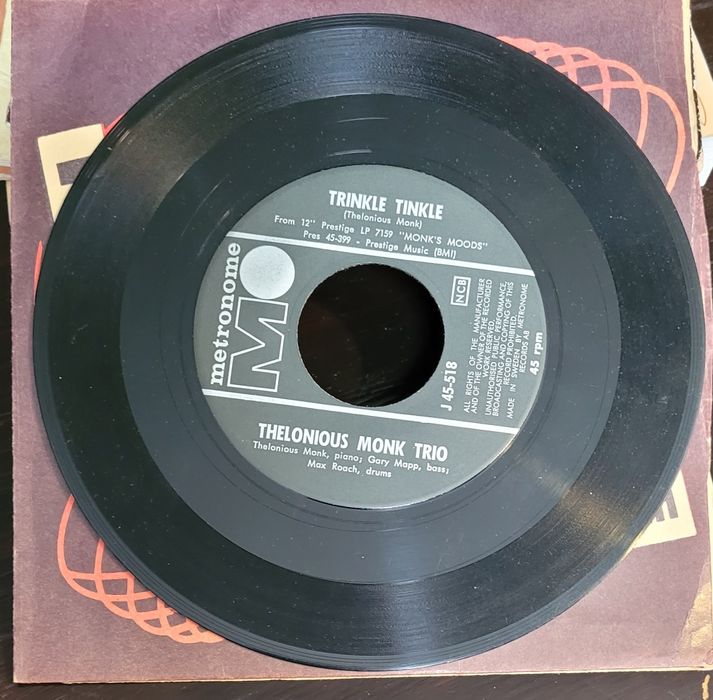 TRINKLE TINKLE
(Thelonious Monk)
From 12" Prestige LP 7159 "MONK'S MOODS"
Pres 45-399 - Prestige Music (BMI)
metronome
M
NCB
J 45-518
ALL RIGHTS OF THE MANUFACTURER
AND OF THE OWNER OF THE RECORDED
WORK RESERVED.
UNAUTHORISED PUBLIC PERFORMANCE,
BROADCASTING AND COPYING OF THIS
RECORD PROHIBITED.
MADE IN SWEDEN BY METRONOME
RECORDS AB
45 rpm
THELONIOUS MONK TRIO
Thelonious Monk, piano; Gary Mapp, bass;
Max Roach, drums